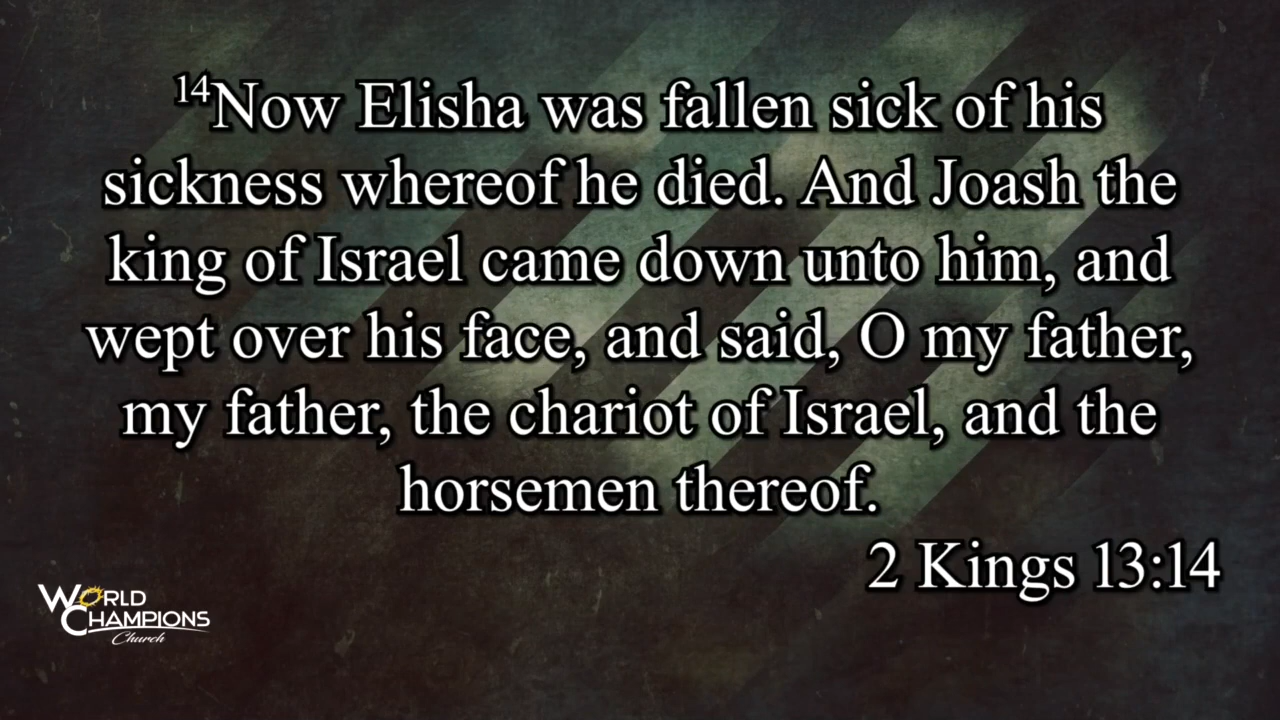 14Now Elisha was fallen sick of his
sickness whereof he died. And Joash the
king of Israel came down unto him, and
wept over his face, and said, O my father,
my father, the chariot of Israel, and the
horsemen thereof.
2 Kings 13:14
WORLD
CHAMPIONS
Church